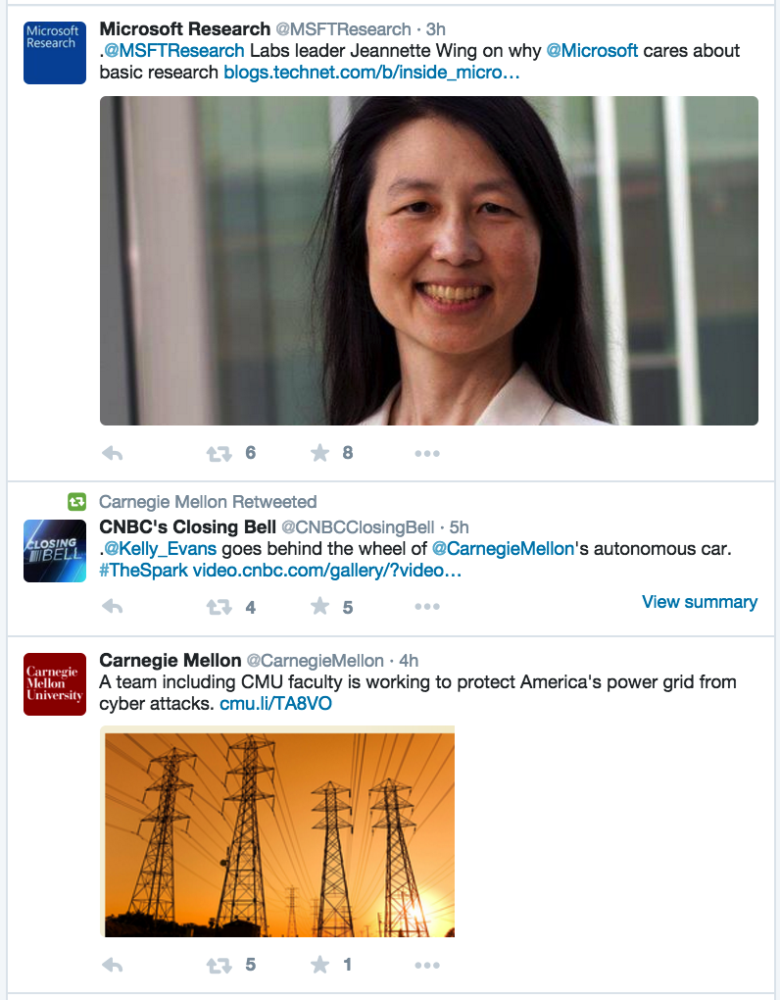 Microsoft
Research
Microsoft Research @MSFTResearch · 3h
.@MSFTResearch Labs leader Jeannette Wing on why @Microsoft cares about
basic research blogs.technet.com/b/inside_micro…
6 8
Carnegie Mellon Retweeted
CLOSING
BELL
CNBC's Closing Bell @CNBCClosingBell · 5h
.@Kelly_Evans goes behind the wheel of @CarnegieMellon's autonomous car.
#TheSpark video.cnbc.com/gallery/?video…
4 5 View summary
Carnegie
Mellon
University
Carnegie Mellon @CarnegieMellon · 4h
A team including CMU faculty is working to protect America's power grid from
cyber attacks. cmu.li/TA8VO
5 1